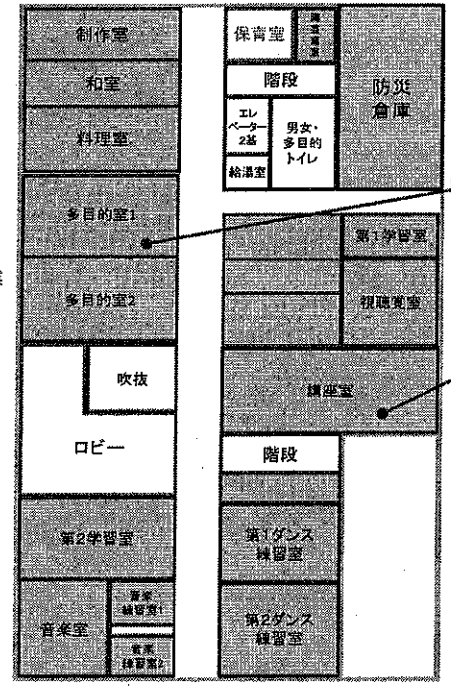 制作室
和室
料理室
多目的室1
多目的室2
吹抜
ロビー
第2学習室
音楽室
音楽
練習室1
音楽
練習室2
保育室
階段
エレ
ベーター
2基
男女・
多目的
トイレ
給湯室
防災
倉庫
第1学習室
視聴覚室
講座室
階段
第1ダンス
練習室
第2ダンス
練習室